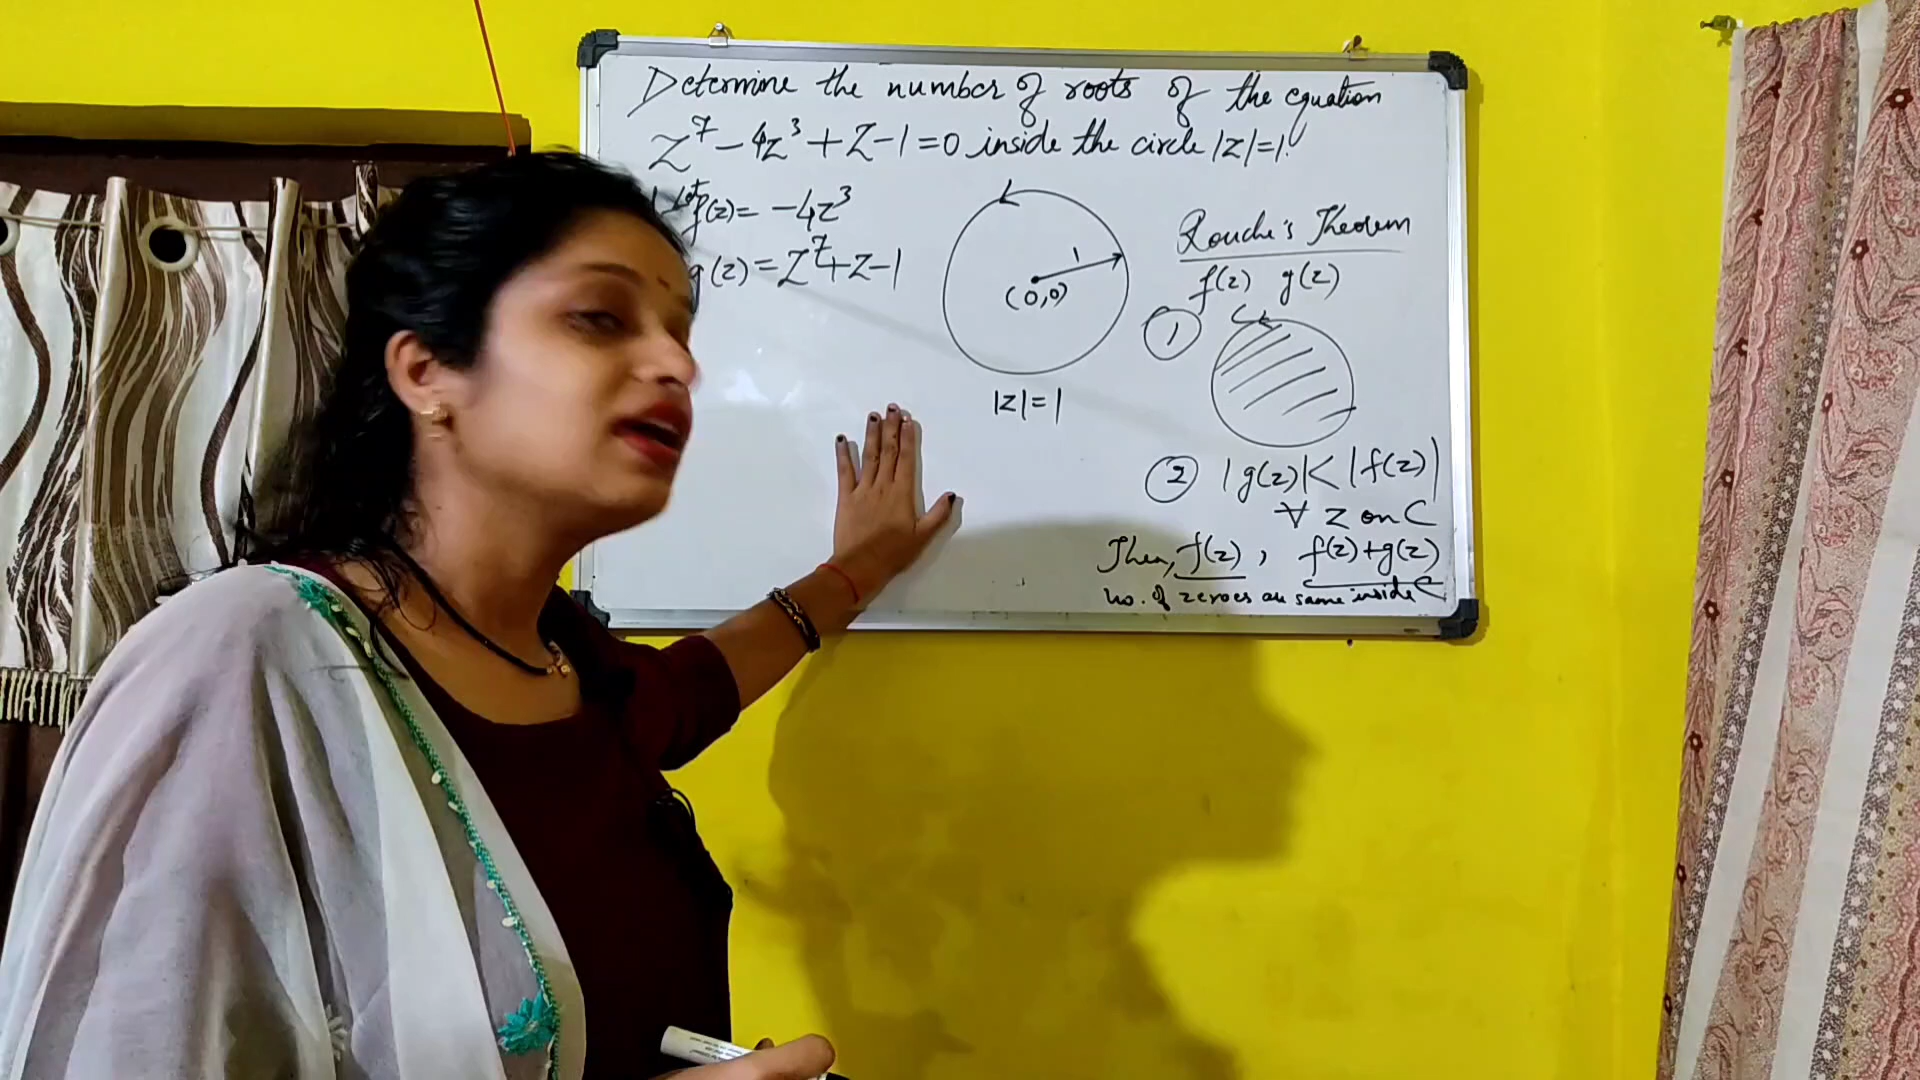 Determine the number of roots of the equation
z⁷ - 4z³ + z - 1 = 0 inside the circle |z| = 1.
Let f(z) = -4z³
g(z) = z⁷ + z - 1
1
(0,0)
|z| = 1
Rouche's Theorem
f(z) g(z)
①
C
② |g(z)| < |f(z)|
∀ z on C
Then, f(z), f(z)+g(z)
no. of zeroes are same inside C